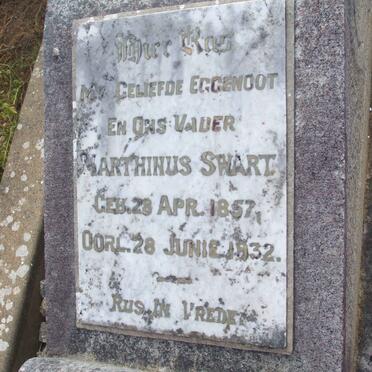 Hier Rus
My Geliefde Eggenoot
En Ons Vader
Marthinus Swart.
Geb. 28 Apr. 1857,
Oorl. 28 Junie 1932.
Rus in Vrede